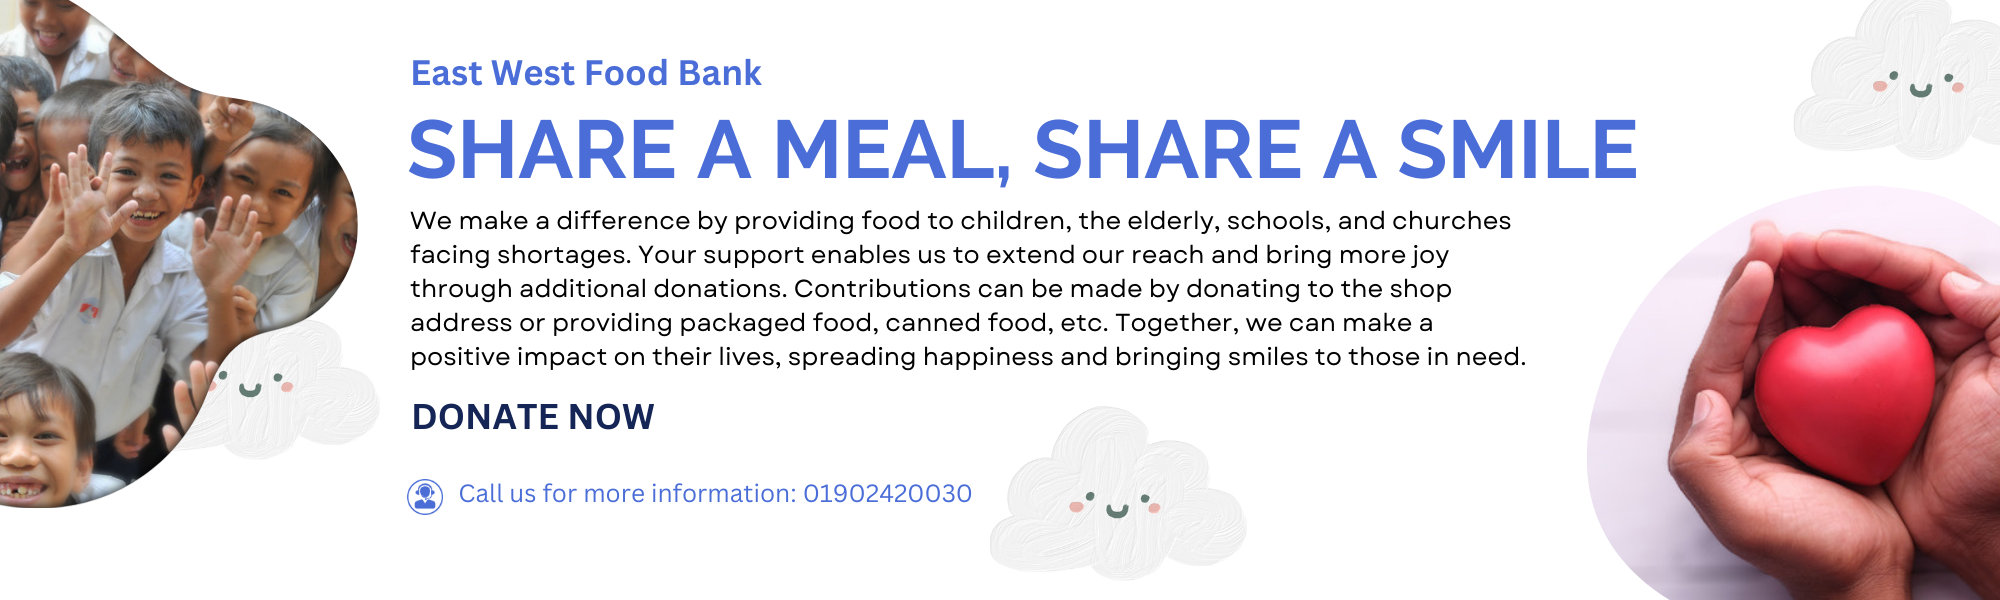 East West Food Bank
SHARE A MEAL, SHARE A SMILE
We make a difference by providing food to children, the elderly, schools, and churches
facing shortages. Your support enables us to extend our reach and bring more joy
through additional donations. Contributions can be made by donating to the shop
address or providing packaged food, canned food, etc. Together, we can make a
positive impact on their lives, spreading happiness and bringing smiles to those in need.
DONATE NOW
Call us for more information: 01902420030